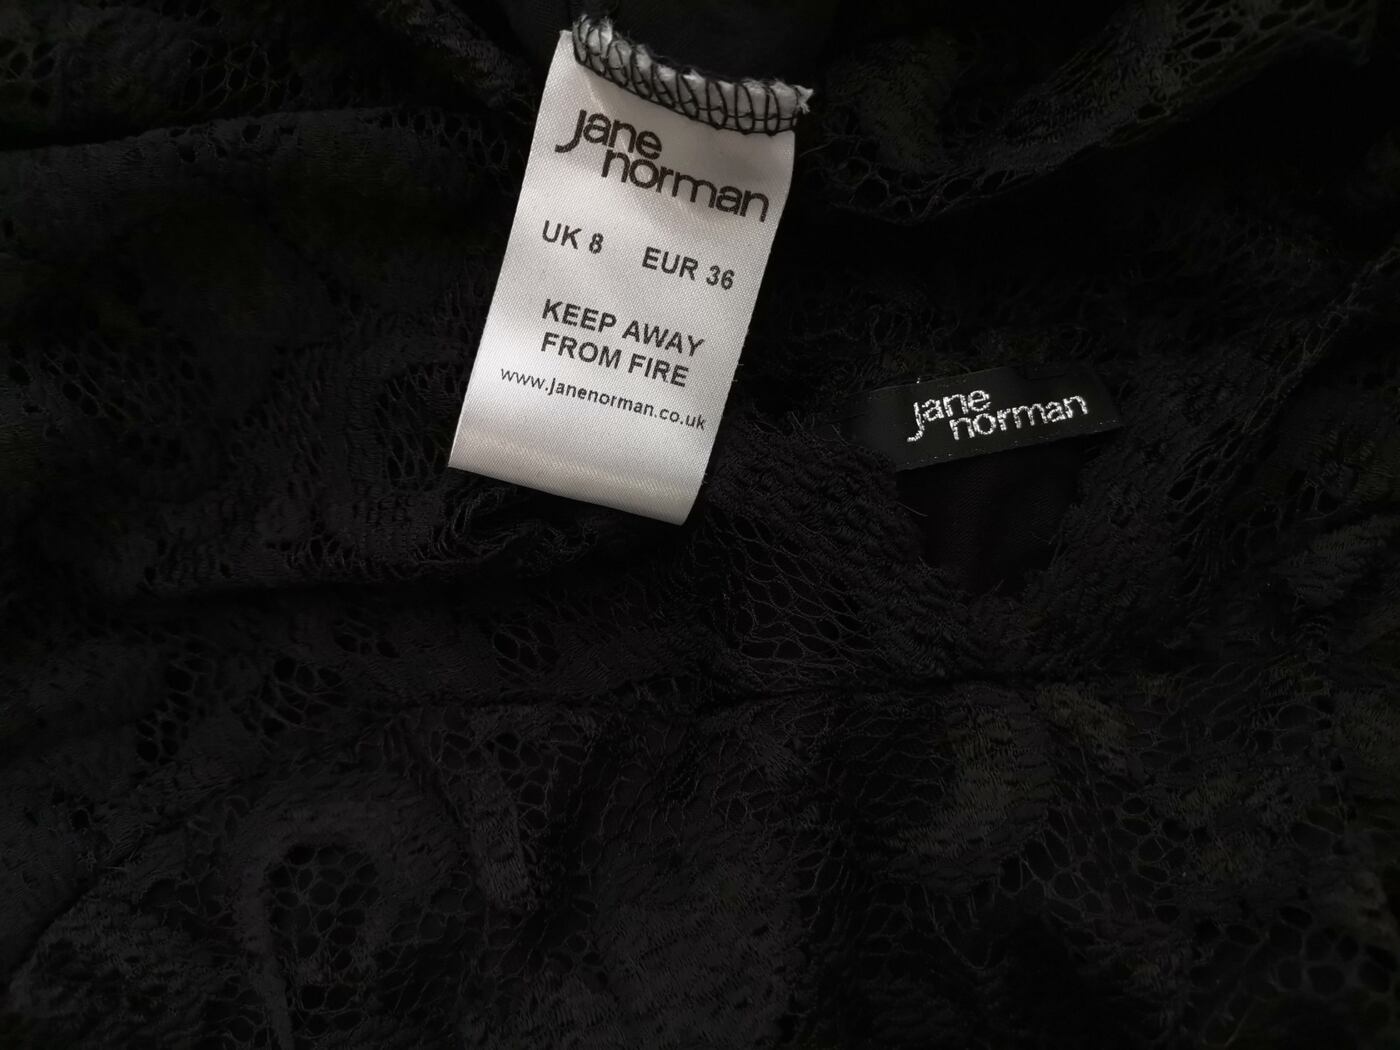 jane
norman
UK 8 EUR 36
KEEP AWAY
FROM FIRE
www.janenorman.co.uk
jane
norman